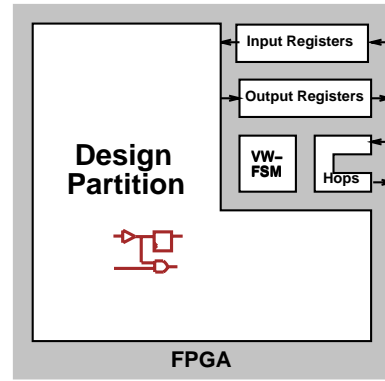 Input Registers
Output Registers
Design
Partition
VW–
FSM
Hops
FPGA